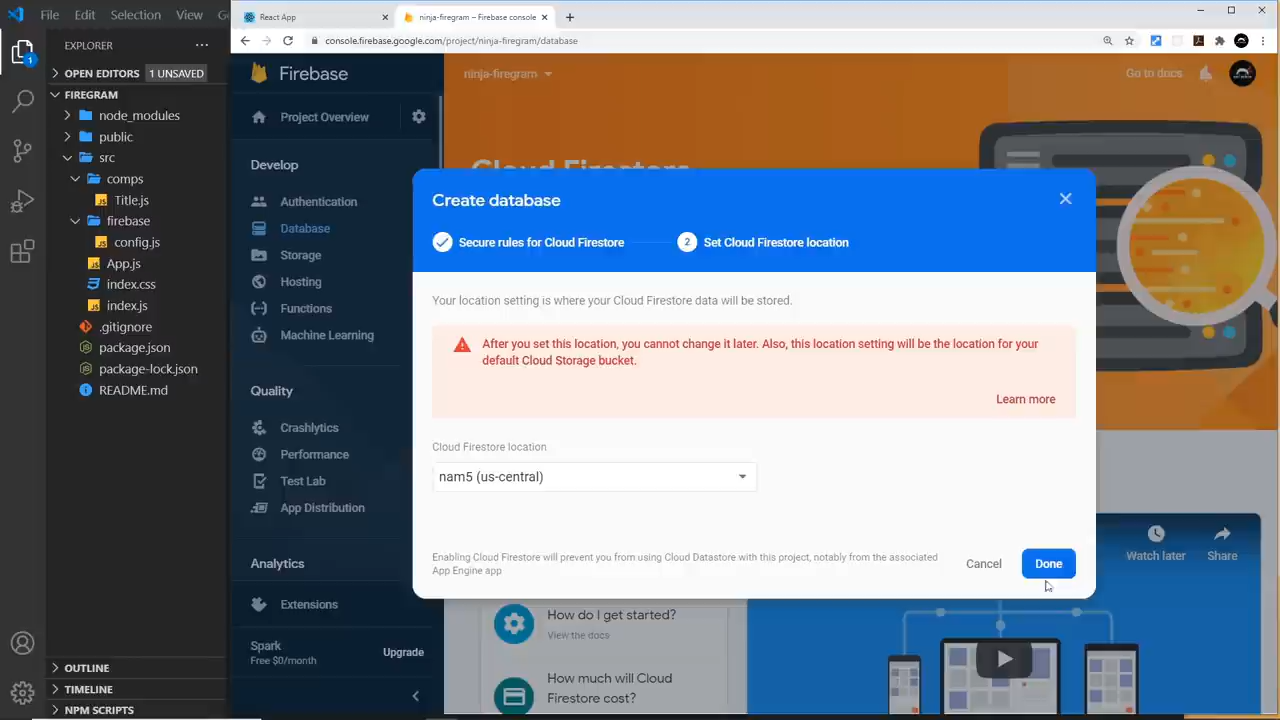 File Edit Selection View G
EXPLORER
OPEN EDITORS 1 UNSAVED
FIREGRAM
node_modules
public
src
comps
Title.js
firebase
config.js
App.js
index.css
index.js
.gitignore
package.json
package-lock.json
README.md
OUTLINE
TIMELINE
NPM SCRIPTS
1
React App
ninja-firegram – Firebase console
console.firebase.google.com/project/ninja-firegram/database
Firebase
Project Overview
Develop
Authentication
Database
Storage
Hosting
Functions
Machine Learning
Quality
Crashlytics
Performance
Test Lab
App Distribution
Analytics
Extensions
Spark
Free $0/month
Upgrade
ninja-firegram
Go to docs
Cloud Firestore
Create database
Secure rules for Cloud Firestore
2 Set Cloud Firestore location
Your location setting is where your Cloud Firestore data will be stored.
After you set this location, you cannot change it later. Also, this location setting will be the location for your
default Cloud Storage bucket.
Learn more
Cloud Firestore location
nam5 (us-central)
Enabling Cloud Firestore will prevent you from using Cloud Datastore with this project, notably from the associated
App Engine app
Cancel
Done
Watch later
Share
How do I get started?
View the docs
How much will Cloud
Firestore cost?